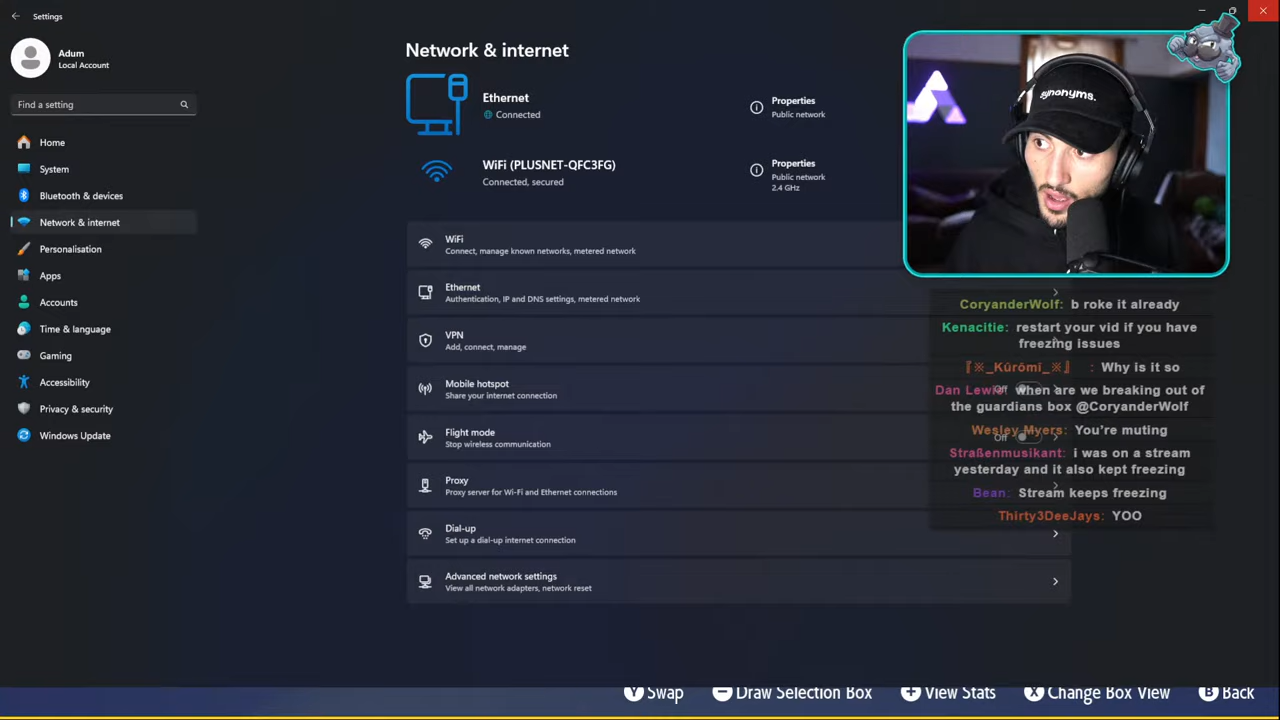 Settings
Adum
Local Account
Find a setting
Home
System
Bluetooth & devices
Network & internet
Personalisation
Apps
Accounts
Time & language
Gaming
Accessibility
Privacy & security
Windows Update
Network & internet
Ethernet
Connected
Properties
Public network
WiFi (PLUSNET-QFC3FG)
Connected, secured
Properties
Public network
2.4 GHz
WiFi
Connect, manage known networks, metered network
Ethernet
Authentication, IP and DNS settings, metered network
VPN
Add, connect, manage
Mobile hotspot
Share your internet connection
Off
Flight mode
Stop wireless communication
Off
Proxy
Proxy server for Wi-Fi and Ethernet connections
Dial-up
Set up a dial-up internet connection
Advanced network settings
View all network adapters, network reset
synonyms.
CoryanderWolf: b roke it already
Kenacitie: restart your vid if you have
freezing issues
『※_Kûrömï_※』 : Why is it so
Dan Lewis: when are we breaking out of
the guardians box @CoryanderWolf
Wesley Myers: You're muting
Straßenmusikant: i was on a stream
yesterday and it also kept freezing
Bean: Stream keeps freezing
Thirty3DeeJays: YOO
Y Swap
Draw Selection Box
View Stats
X Change Box View
B Back